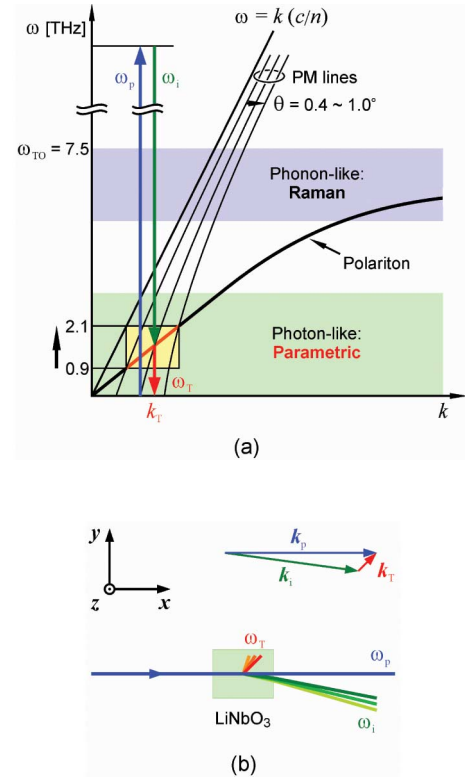 ω [THz]
ω = k (c/n)
ωp
ωi
PM lines
θ = 0.4 ~ 1.0°
ωTO = 7.5
Phonon-like:
Raman
Polariton
2.1
Photon-like:
Parametric
0.9
ωT
kT
k
(a)
y
z
x
kp
ki
kT
ωT
ωp
LiNbO3
ωi
(b)